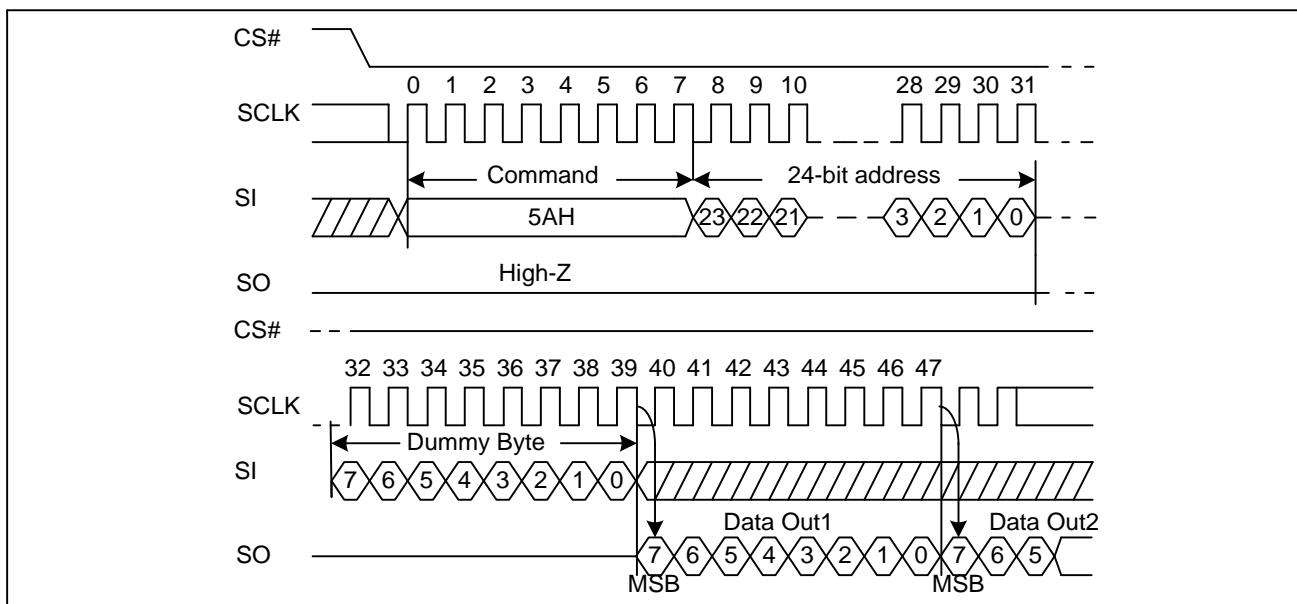 CS#
0 1 2 3 4 5 6 7 8 9 10 28 29 30 31
SCLK
Command 24-bit address
SI
5AH 23 22 21 3 2 1 0
High-Z
SO
CS#
32 33 34 35 36 37 38 39 40 41 42 43 44 45 46 47
SCLK
Dummy Byte
SI
7 6 5 4 3 2 1 0
Data Out1 Data Out2
SO
7 6 5 4 3 2 1 0 7 6 5
MSB MSB